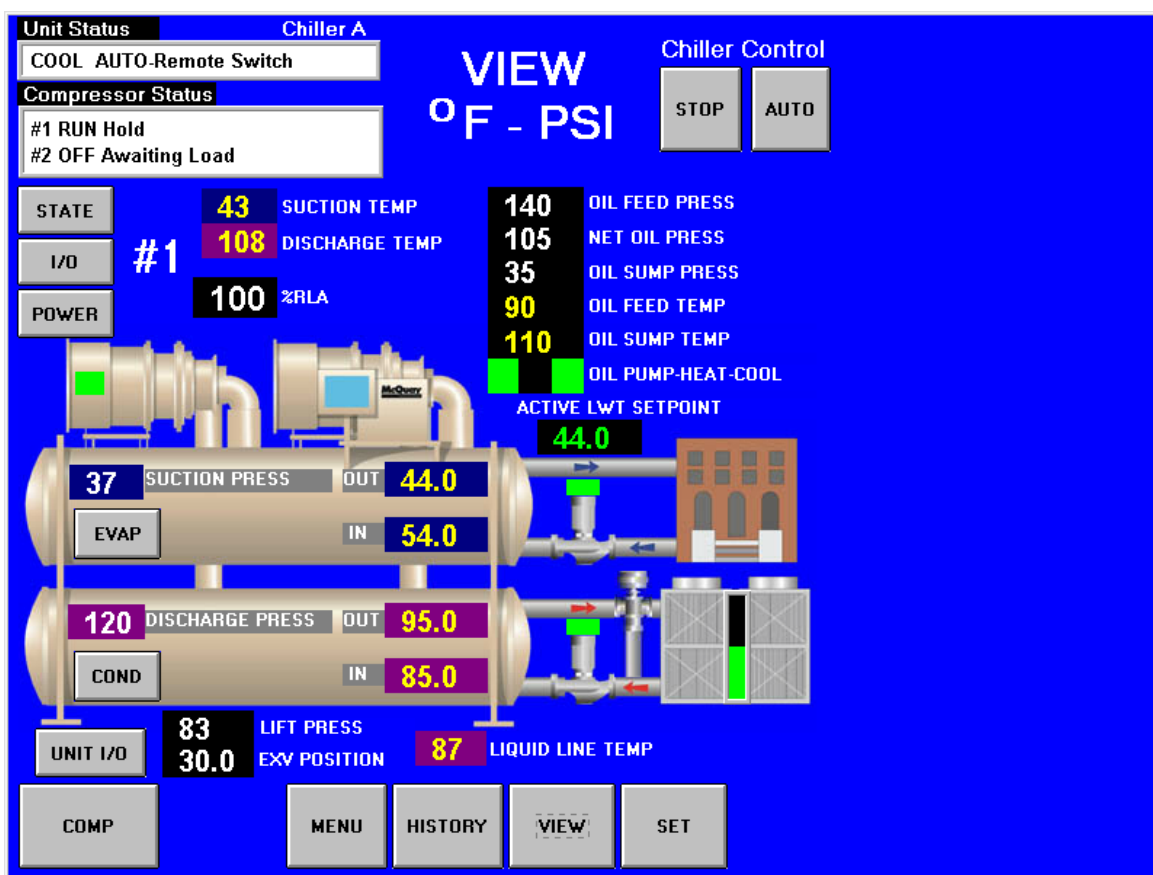 Unit Status Chiller A
COOL AUTO-Remote Switch
Compressor Status
#1 RUN Hold
#2 OFF Awaiting Load
VIEW
°F - PSI
Chiller Control
STOP AUTO
STATE
I/O
POWER
#1
43 SUCTION TEMP
108 DISCHARGE TEMP
100 %RLA
140 OIL FEED PRESS
105 NET OIL PRESS
35 OIL SUMP PRESS
90 OIL FEED TEMP
110 OIL SUMP TEMP
OIL PUMP-HEAT-COOL
ACTIVE LWT SETPOINT
44.0
McQuay
37 SUCTION PRESS OUT 44.0
EVAP IN 54.0
120 DISCHARGE PRESS OUT 95.0
COND IN 85.0
UNIT I/O
83 LIFT PRESS
30.0 EXV POSITION
87 LIQUID LINE TEMP
COMP MENU HISTORY VIEW SET